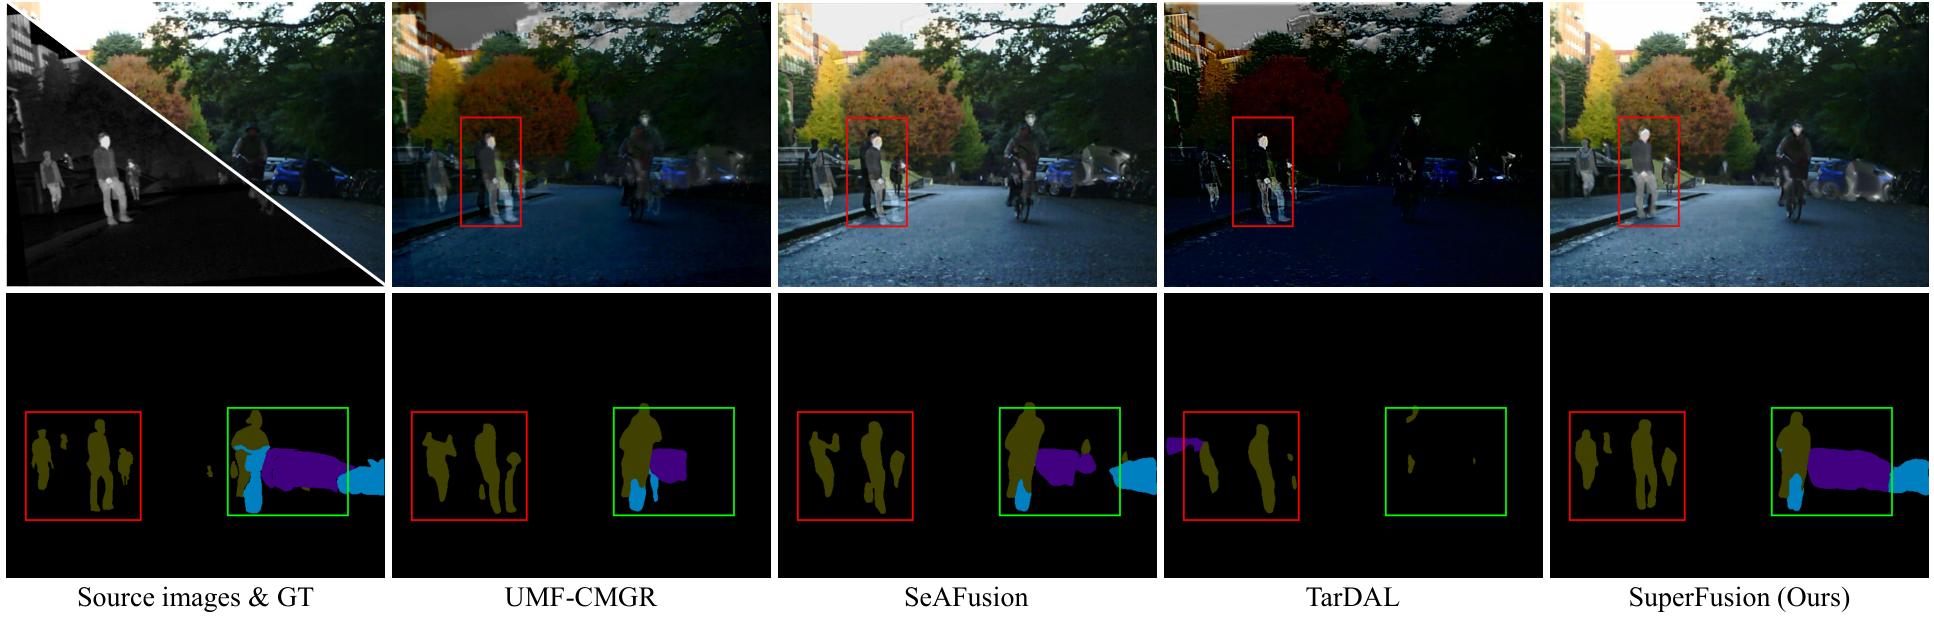 Source images & GT
UMF-CMGR
SeAFusion
TarDAL
SuperFusion (Ours)